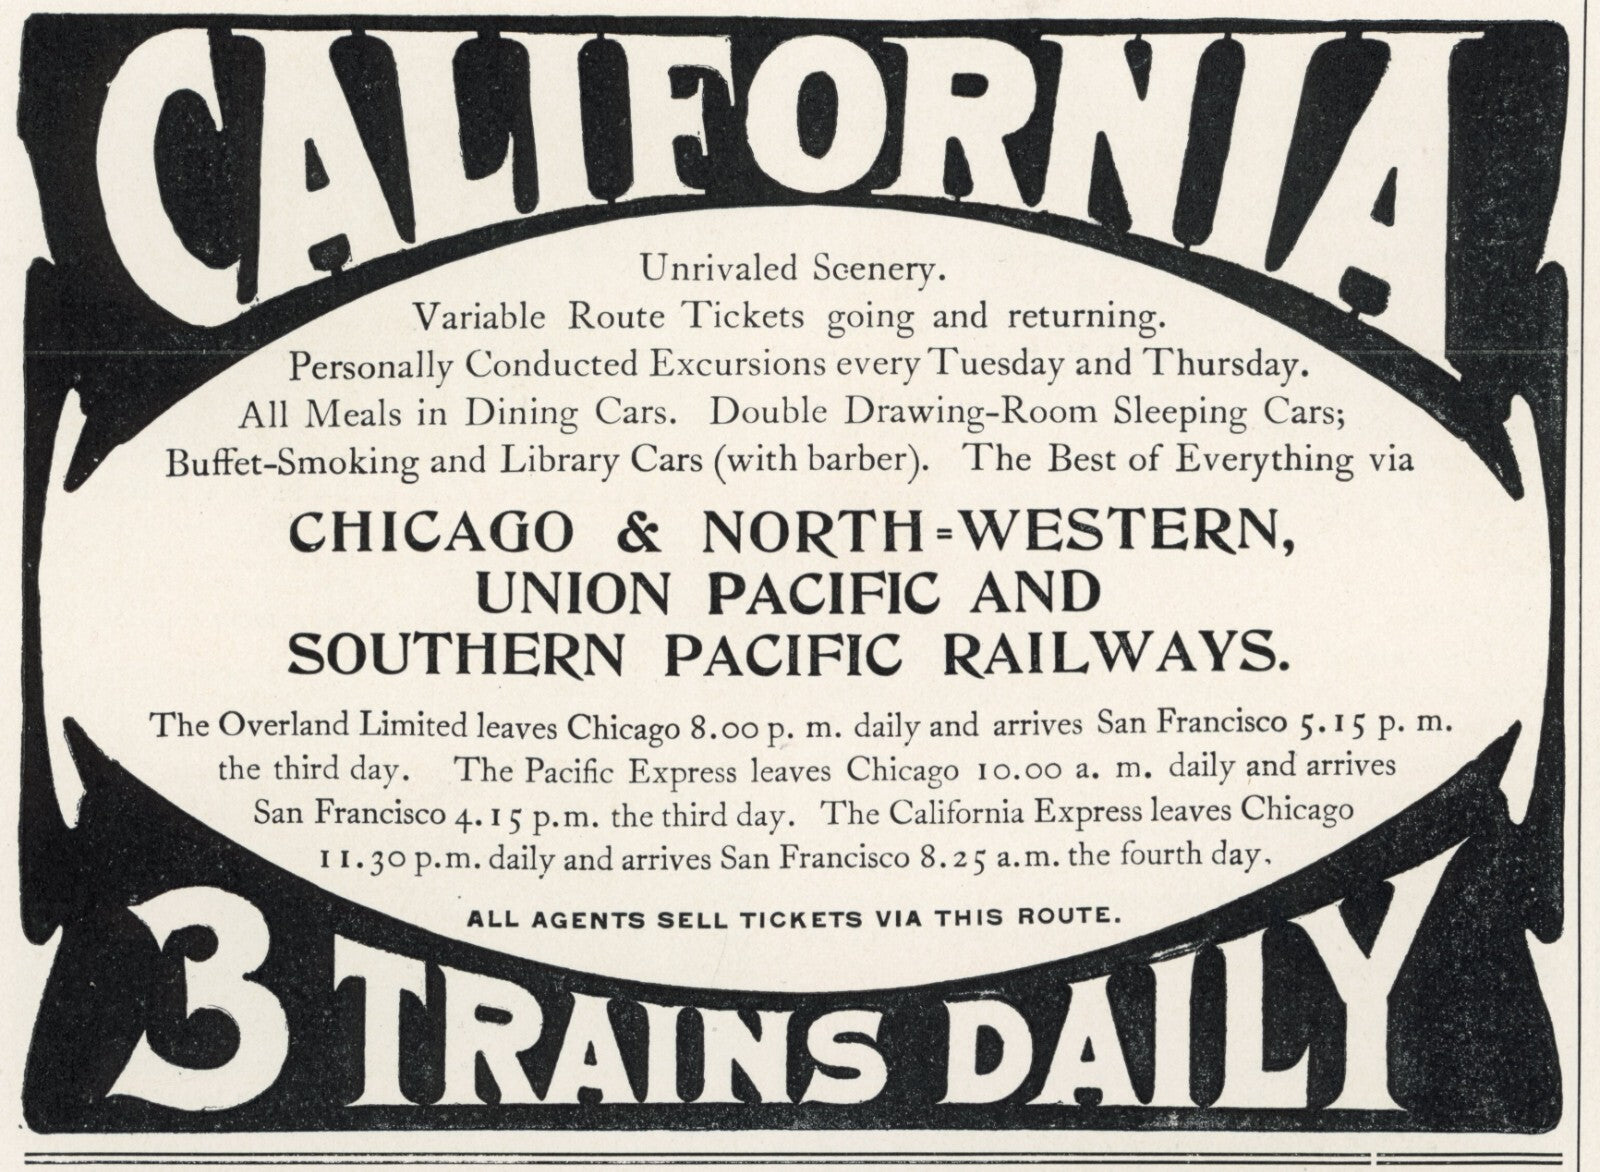 CALIFORNIA
Unrivaled Scenery.
Variable Route Tickets going and returning.
Personally Conducted Excursions every Tuesday and Thursday.
All Meals in Dining Cars. Double Drawing-Room Sleeping Cars;
Buffet-Smoking and Library Cars (with barber). The Best of Everything via
CHICAGO & NORTH=WESTERN,
UNION PACIFIC AND
SOUTHERN PACIFIC RAILWAYS.
The Overland Limited leaves Chicago 8.00 p. m. daily and arrives San Francisco 5.15 p. m.
the third day. The Pacific Express leaves Chicago 10.00 a. m. daily and arrives
San Francisco 4.15 p.m. the third day. The California Express leaves Chicago
11.30 p.m. daily and arrives San Francisco 8.25 a.m. the fourth day.
ALL AGENTS SELL TICKETS VIA THIS ROUTE.
3 TRAINS DAILY